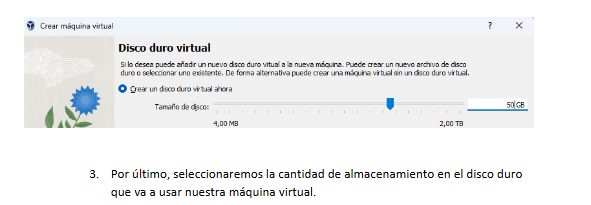 Crear máquina virtual ? ×
Disco duro virtual
Si lo desea puede añadir un nuevo disco duro vitual a la nueva máquina. Puede crear un nuevo archivo de disco
duro o seleccionar uno existente. De forma alternativa puede crear una máquina virtual sin un disco duro virtual.
Crear un disco duro virtual ahora
Tamaño de disco: 50 GB
4,00 MB 2,00 TB
3. Por último, seleccionaremos la cantidad de almacenamiento en el disco duro
que va a usar nuestra máquina virtual.